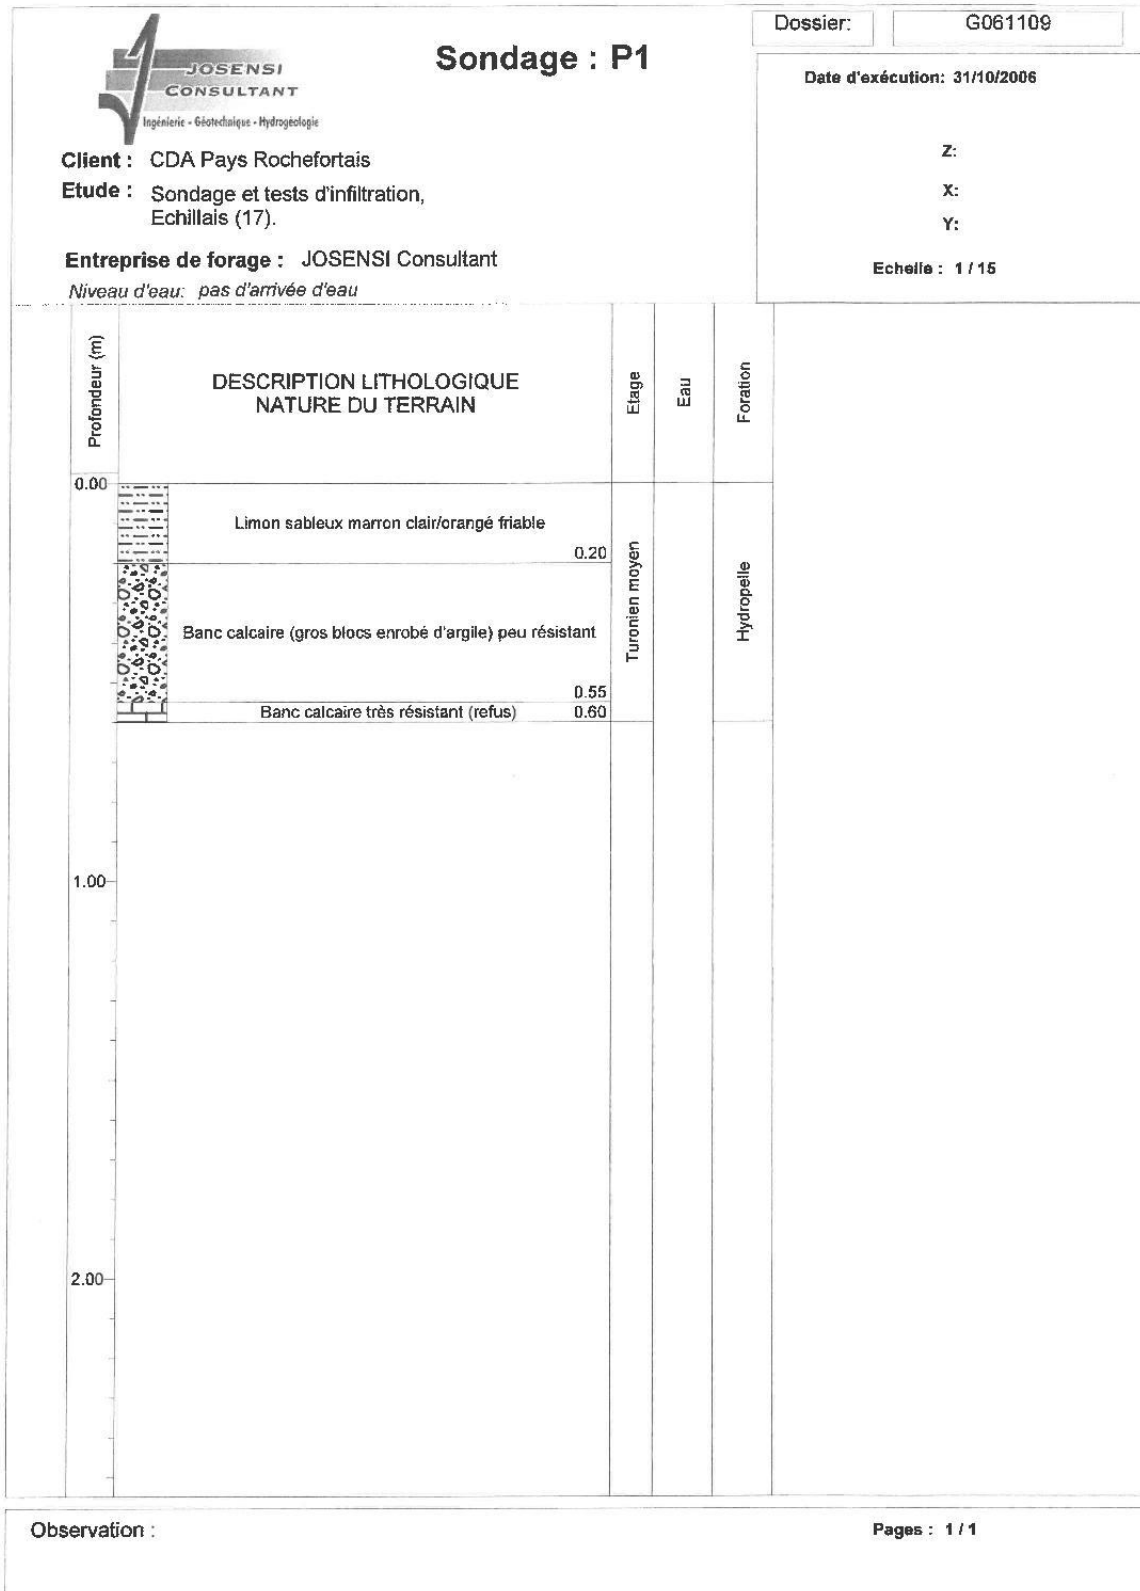 Dossier: G061109
Sondage : P1
JOSENSI
CONSULTANT
Ingénierie - Géotechnique - Hydrogéologie
Date d'exécution: 31/10/2006
Z:
X:
Y:
Echelle : 1 / 15
Client : CDA Pays Rochefortais
Etude : Sondage et tests d'infiltration,
Echillais (17).
Entreprise de forage : JOSENSI Consultant
Niveau d'eau: pas d'arrivée d'eau
Profondeur (m)
DESCRIPTION LITHOLOGIQUE
NATURE DU TERRAIN
Etage
Eau
Foration
0.00
Limon sableux marron clair/orangé friable
0.20
Banc calcaire (gros blocs enrobé d'argile) peu résistant
0.55
Banc calcaire très résistant (refus) 0.60
Turonien moyen
Hydropelle
1.00
2.00
Observation :
Pages : 1 / 1